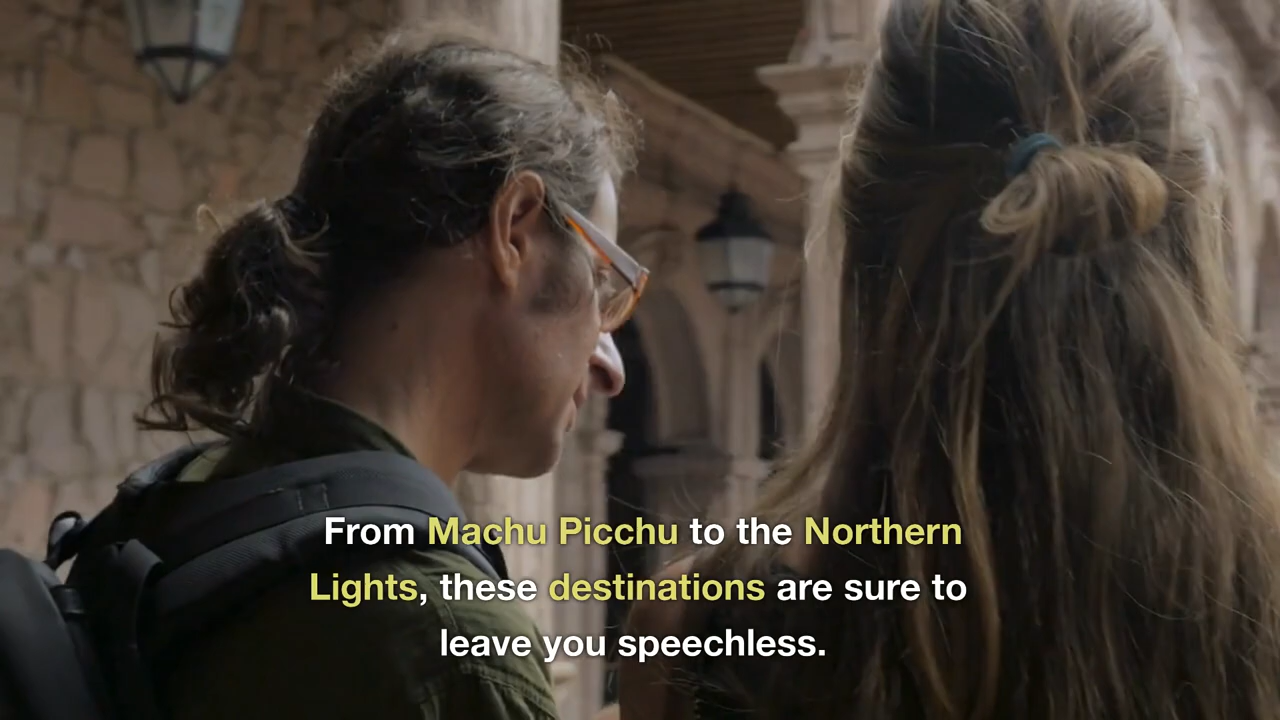 From Machu Picchu to the Northern
Lights, these destinations are sure to
leave you speechless.